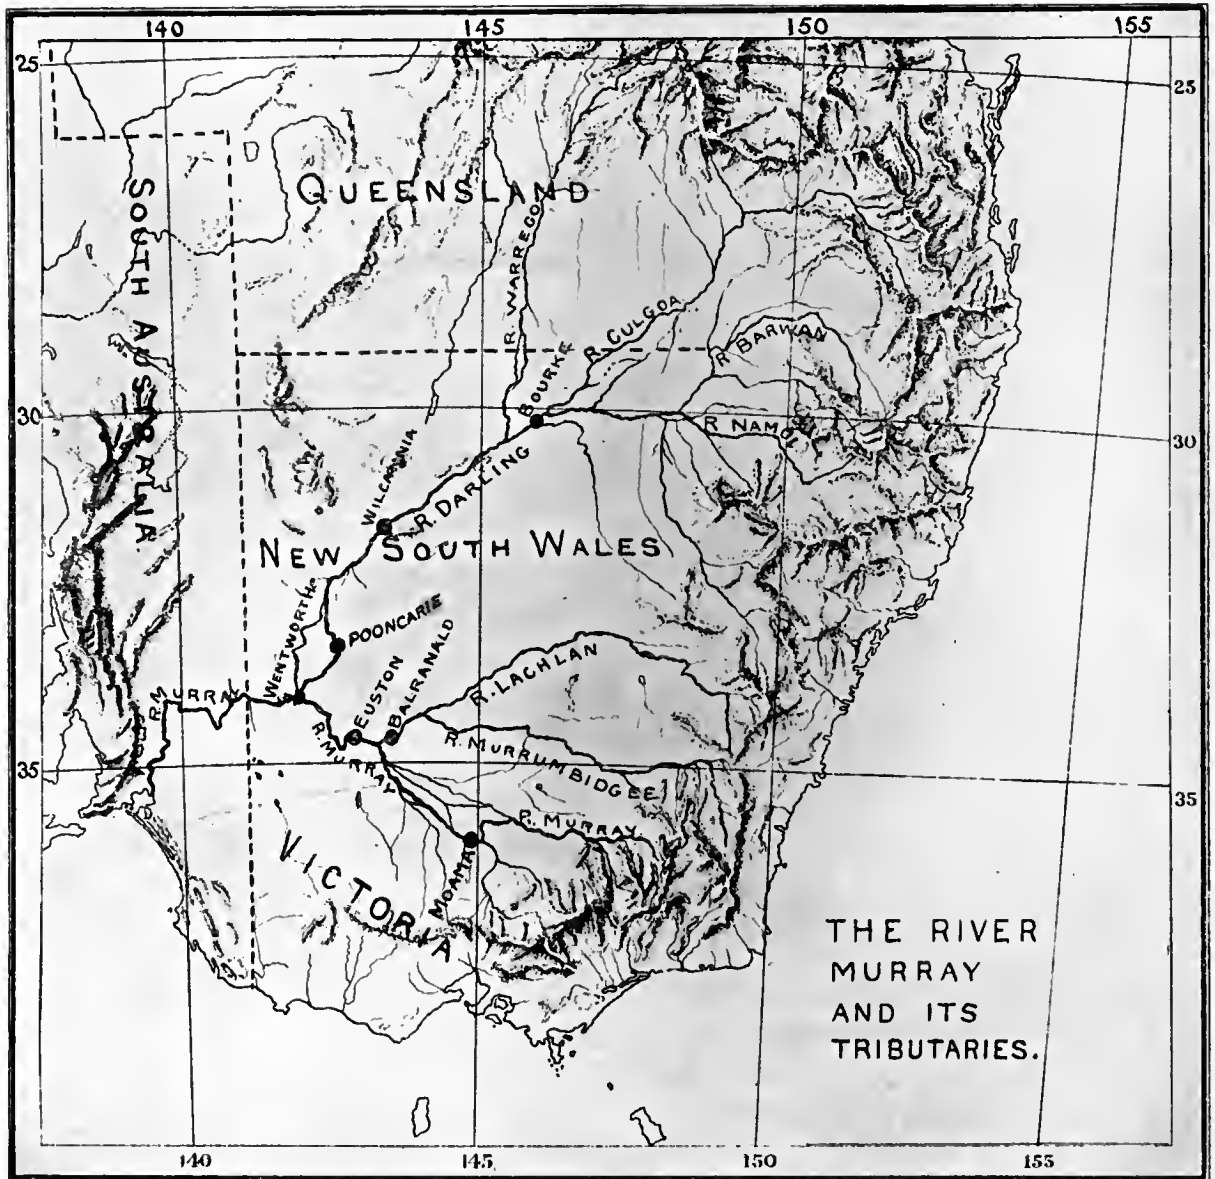 140 145 150 155
25 25
QUEENSLAND
SOUTH AUSTRALIA
R. WARREGO
R. CULGOA
R. BARWAN
BOURKE
30 30
R. NAMOI
WILCANNIA
R. DARLING
NEW SOUTH WALES
WENTWORTH
POONCARIE
EUSTON
BALRANALD
R. LACHLAN
R. MURRAY
R. MURRAY
R. MURRUMBIDGEE
35 35
R. MURRAY
MOAMA
VICTORIA
THE RIVER
MURRAY
AND ITS
TRIBUTARIES.
140 145 150 155